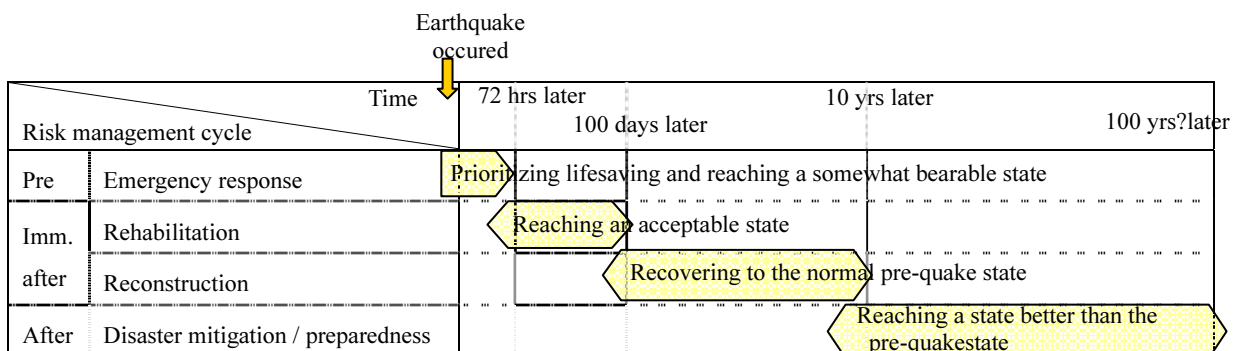 Earthquake
occured
Time
72 hrs later
10 yrs later
100 days later
100 yrs?later
Risk management cycle
Pre
Emergency response
Prioritizing lifesaving and reaching a somewhat bearable state
Imm.
after
Rehabilitation
Reaching an acceptable state
Reconstruction
Recovering to the normal pre-quake state
After
Disaster mitigation / preparedness
Reaching a state better than the
pre-quakestate